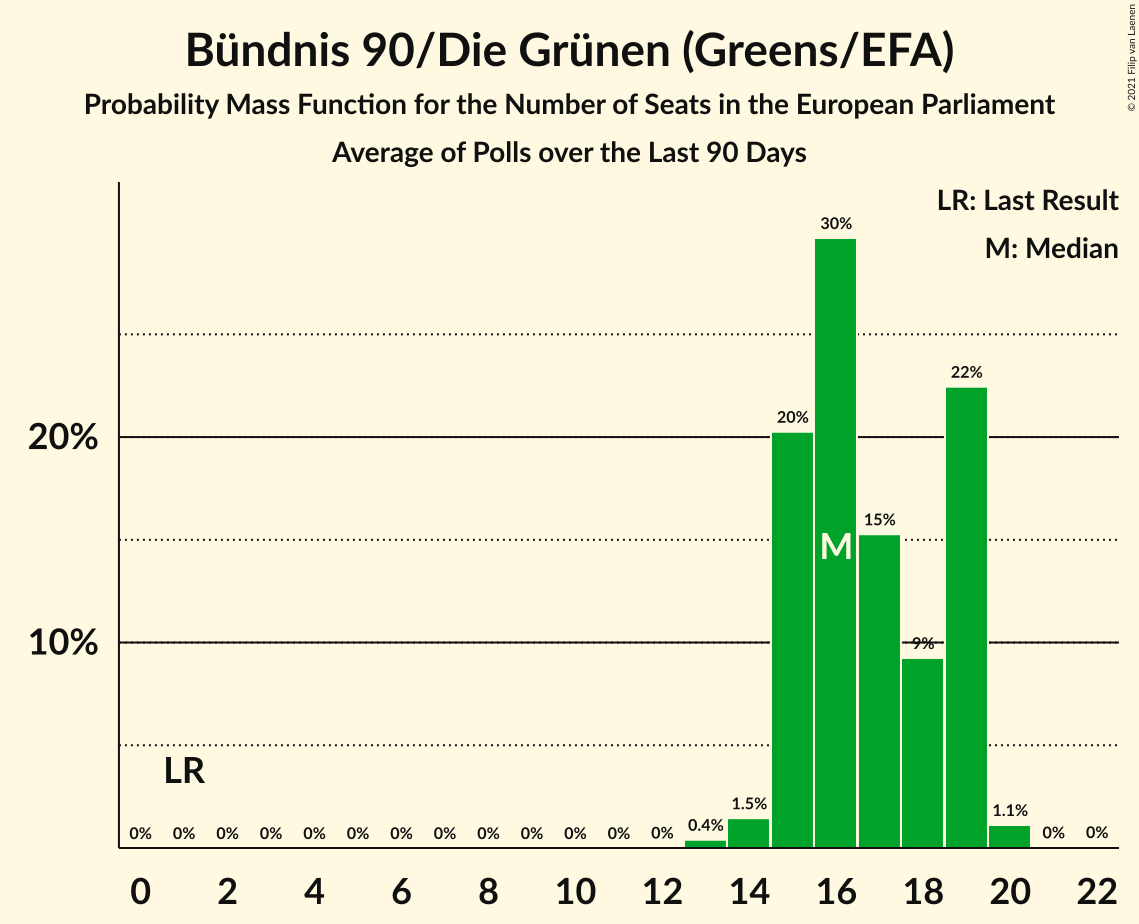 © 2021 Filip van Laenen
Bündnis 90/Die Grünen (Greens/EFA)
Probability Mass Function for the Number of Seats in the European Parliament
Average of Polls over the Last 90 Days
LR: Last Result
M: Median
30%
22%
20%
20%
15%
M
10%
9%
LR
0% 0% 0% 0% 0% 0% 0% 0% 0% 0% 0% 0% 0% 0.4% 1.5% 1.1% 0% 0%
0 2 4 6 8 10 12 14 16 18 20 22